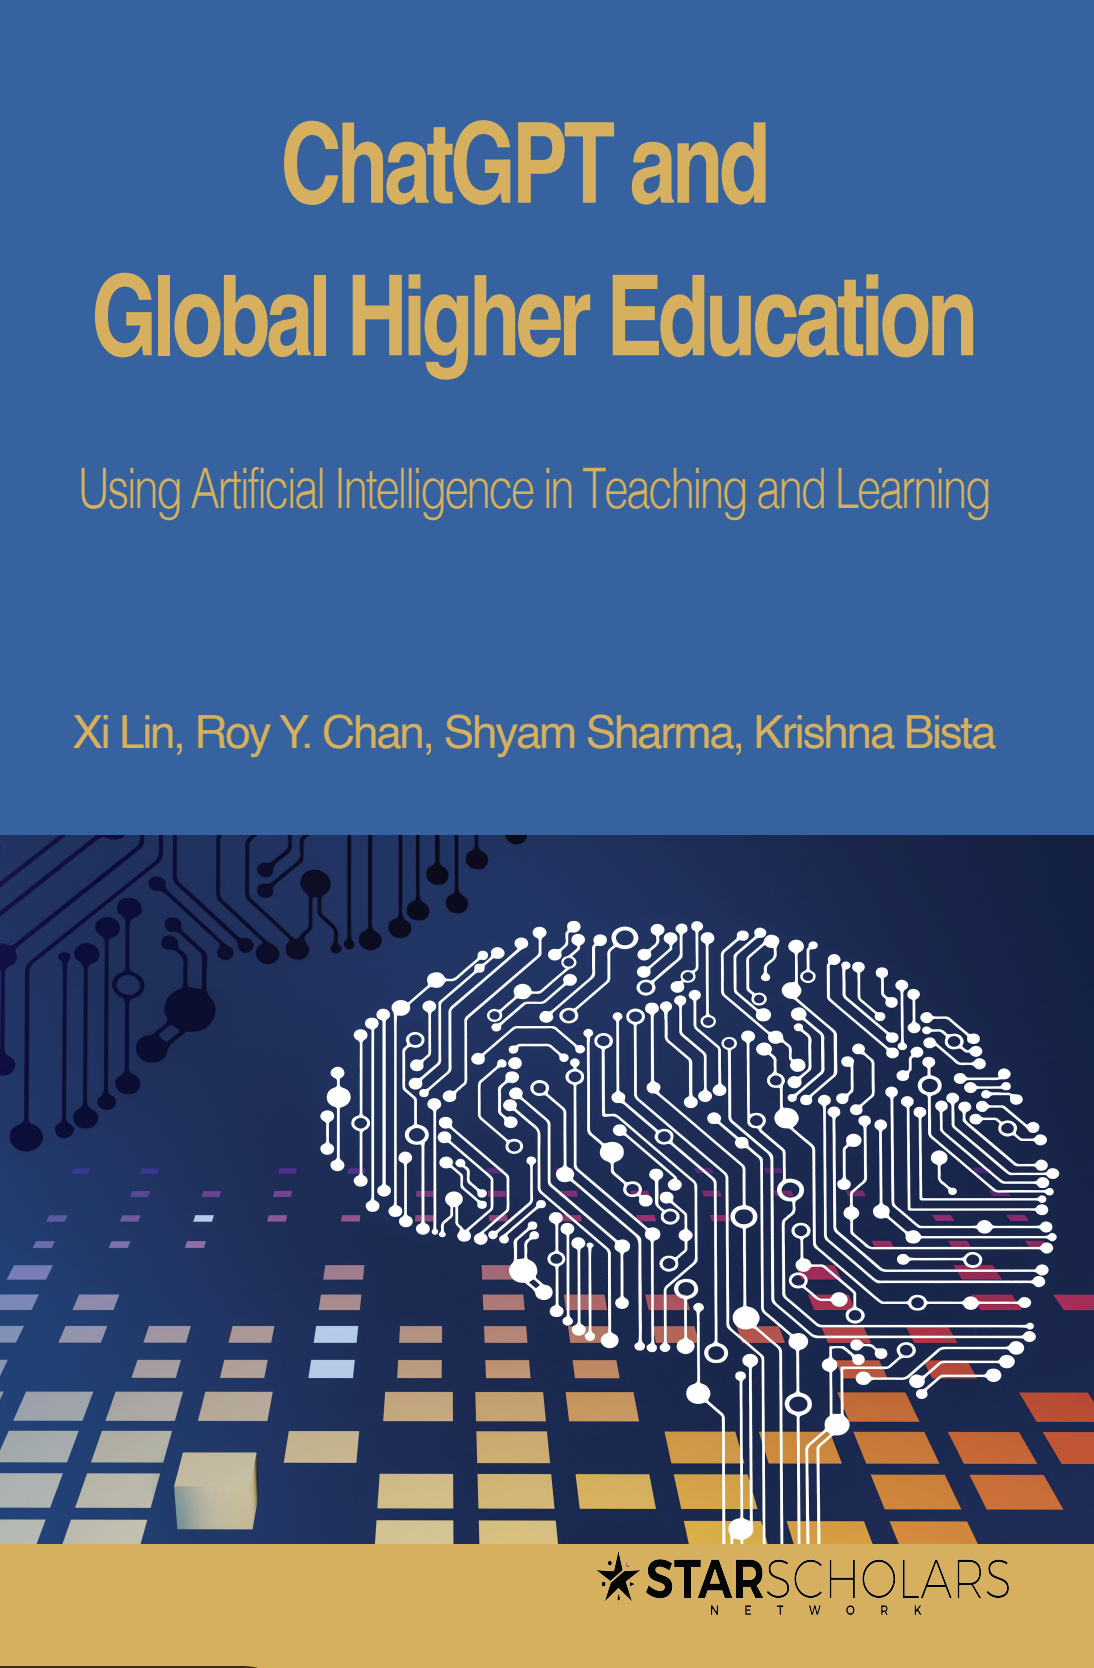 ChatGPT and
Global Higher Education
Using Artificial Intelligence in Teaching and Learning
Xi Lin, Roy Y. Chan, Shyam Sharma, Krishna Bista
STARSCHOLARS
NETWORK